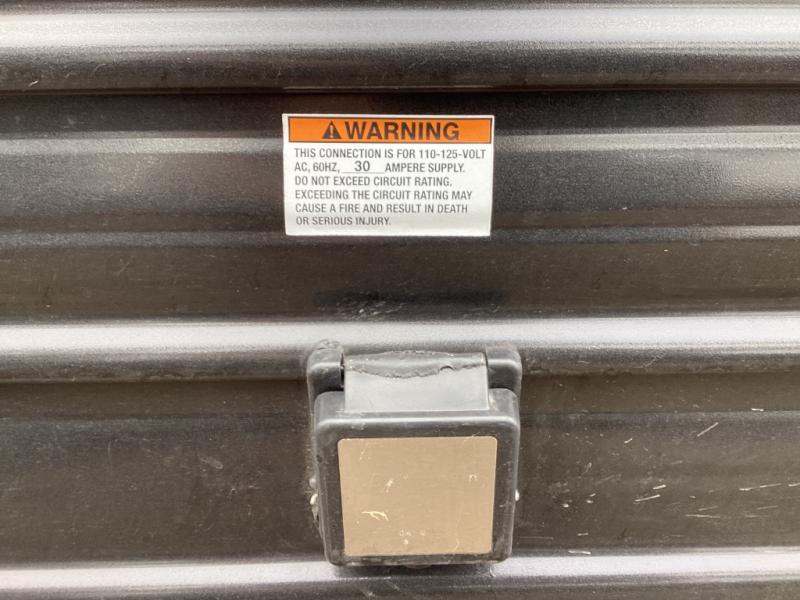 WARNING
THIS CONNECTION IS FOR 110-125-VOLT
AC, 60HZ, 30 AMPERE SUPPLY.
DO NOT EXCEED CIRCUIT RATING.
EXCEEDING THE CIRCUIT RATING MAY
CAUSE A FIRE AND RESULT IN DEATH
OR SERIOUS INJURY.